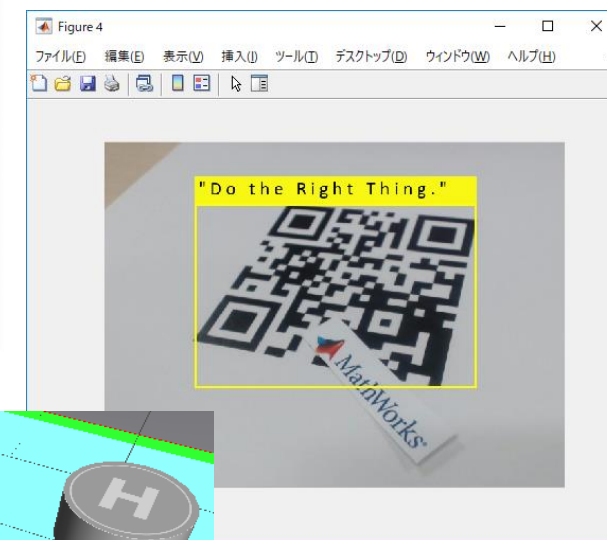 Figure 4
ファイル(F) 編集(E) 表示(V) 挿入(I) ツール(T) デスクトップ(D) ウィンドウ(W) ヘルプ(H)
"Do the Right Thing."
MathWorks®
H